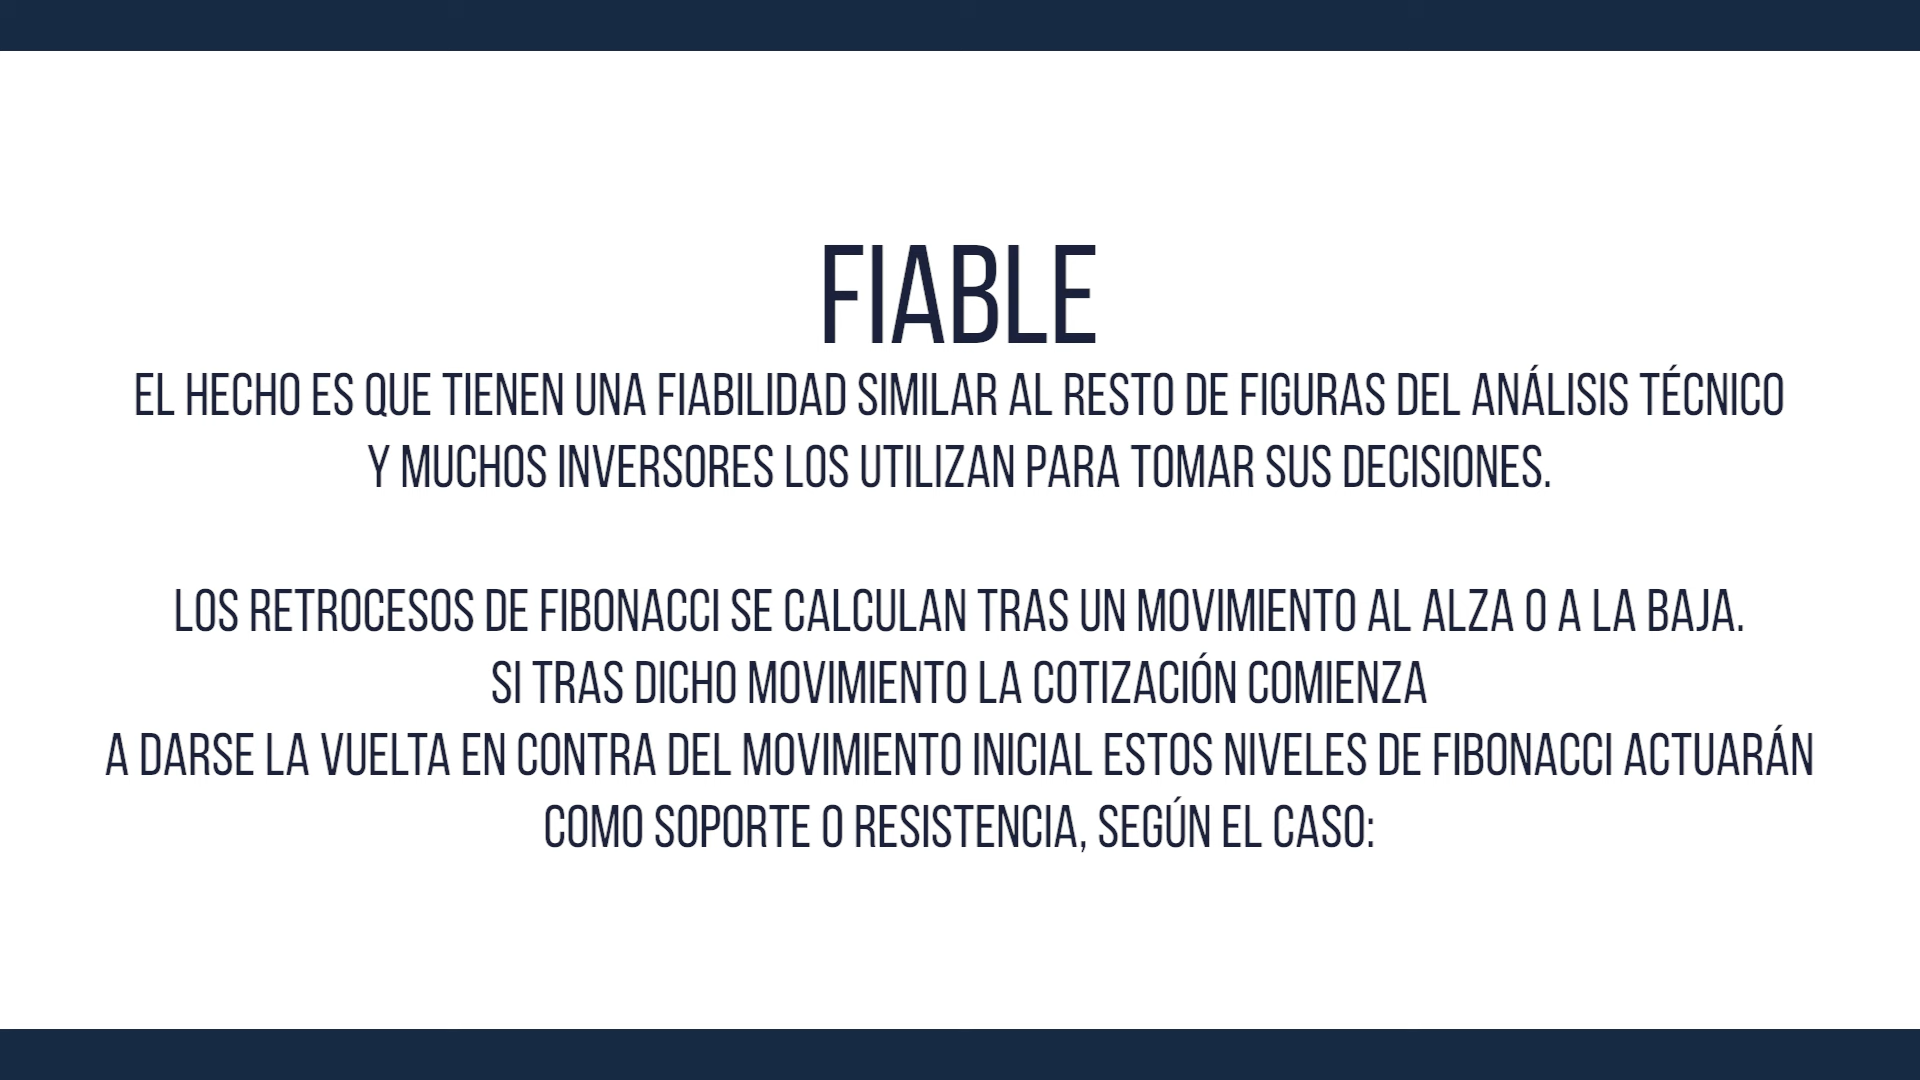 FIABLE
EL HECHO ES QUE TIENEN UNA FIABILIDAD SIMILAR AL RESTO DE FIGURAS DEL ANÁLISIS TÉCNICO
Y MUCHOS INVERSORES LOS UTILIZAN PARA TOMAR SUS DECISIONES.
LOS RETROCESOS DE FIBONACCI SE CALCULAN TRAS UN MOVIMIENTO AL ALZA O A LA BAJA.
SI TRAS DICHO MOVIMIENTO LA COTIZACIÓN COMIENZA
A DARSE LA VUELTA EN CONTRA DEL MOVIMIENTO INICIAL ESTOS NIVELES DE FIBONACCI ACTUARÁN
COMO SOPORTE O RESISTENCIA, SEGÚN EL CASO: